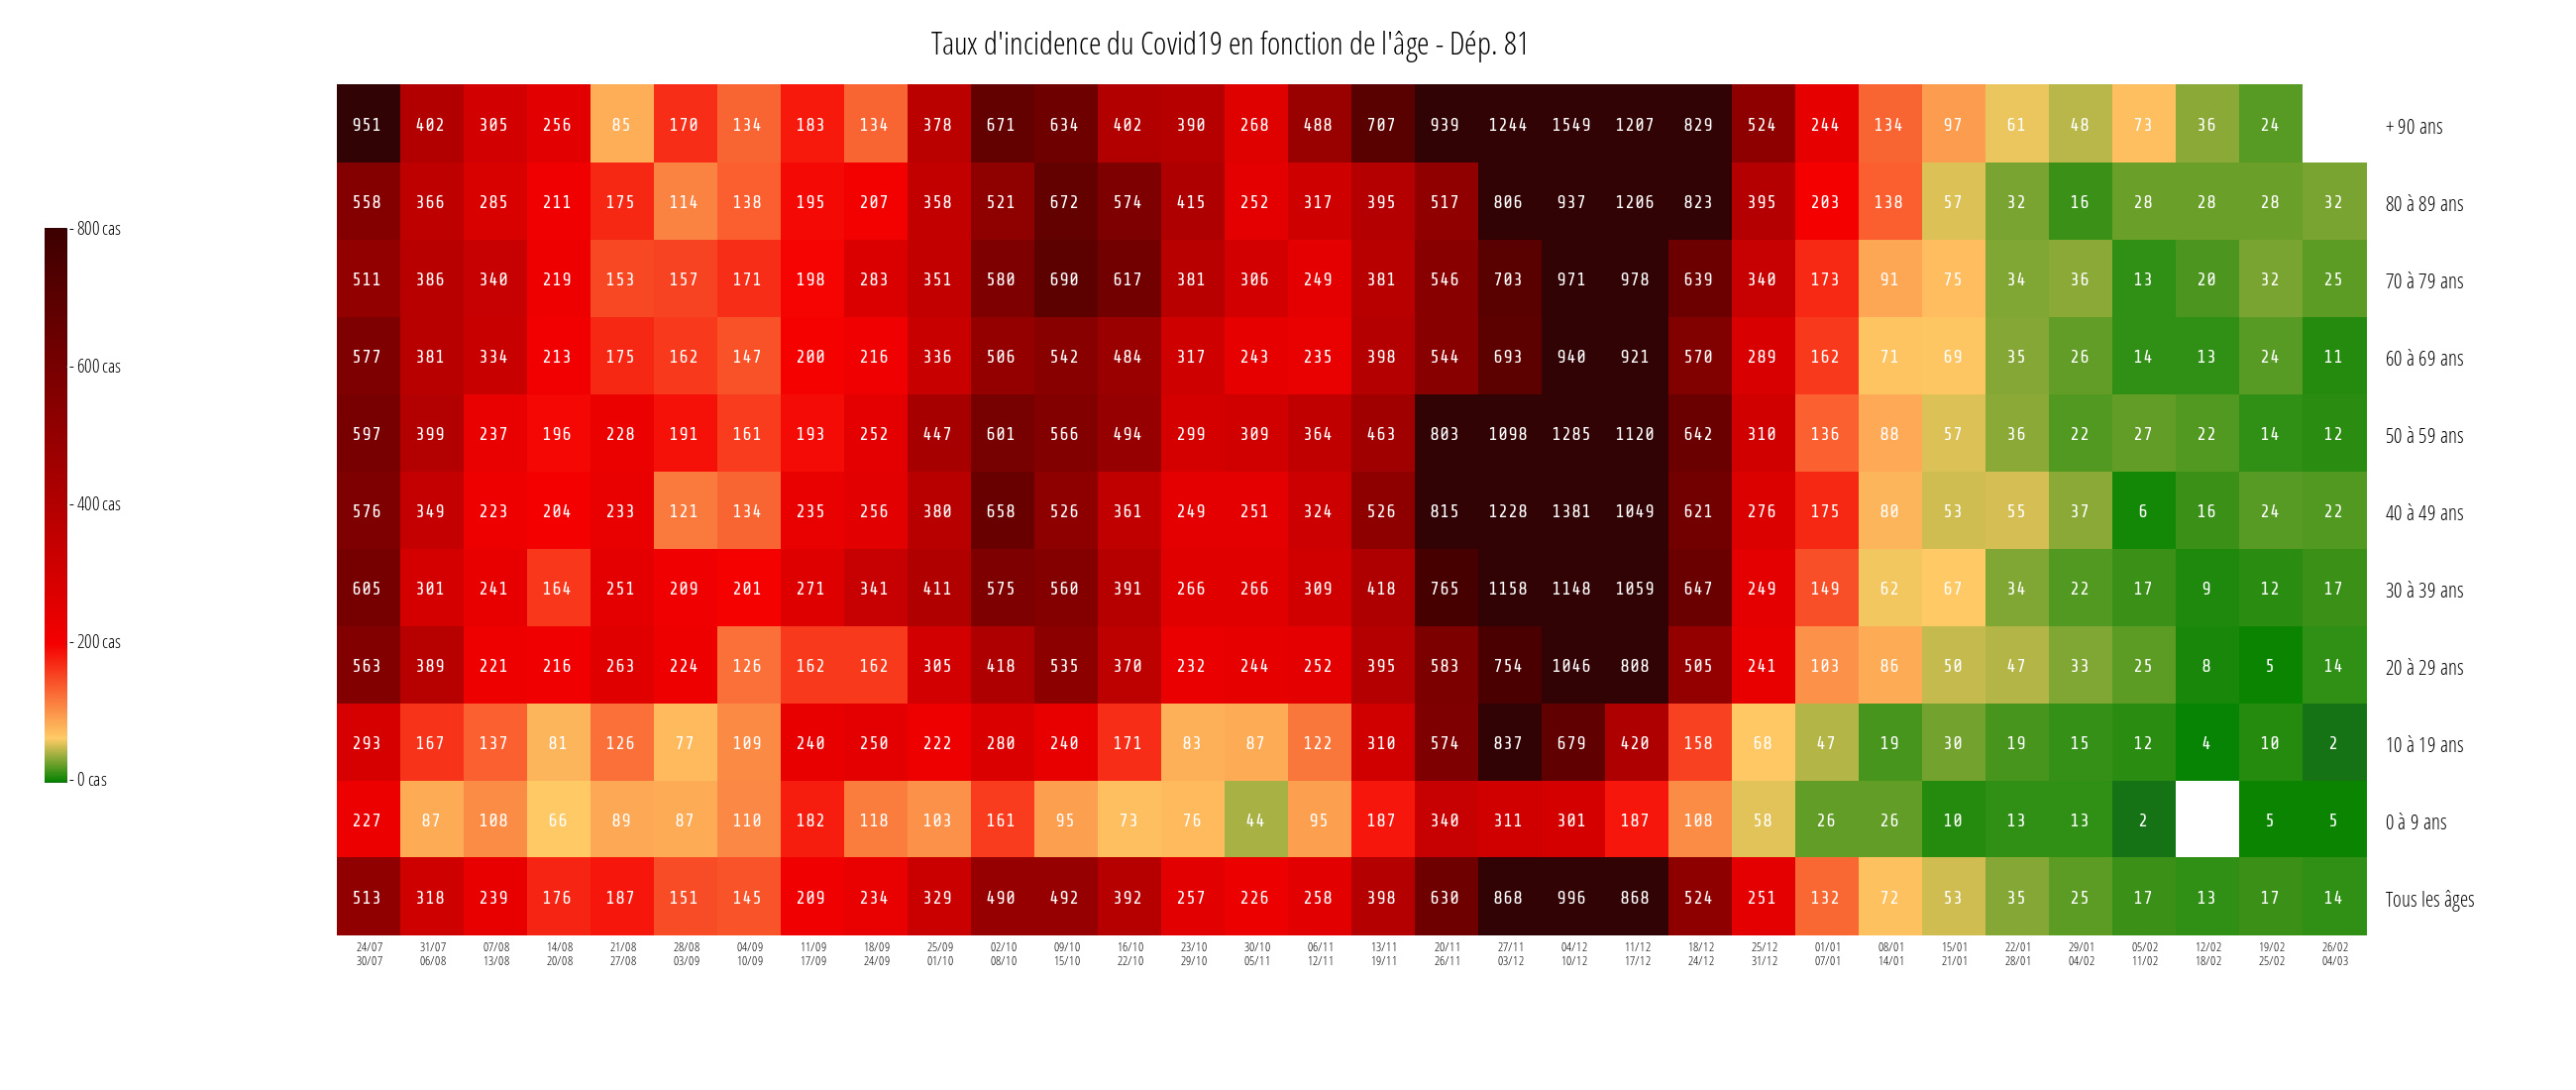 Taux d'incidence du Covid19 en fonction de l'âge - Dép. 81
- 800 cas
- 600 cas
- 400 cas
- 200 cas
- 0 cas
951 402 305 256 85 170 134 183 134 378 671 634 402 390 268 488 707 939 1244 1549 1207 829 524 244 134 97 61 48 73 36 24 + 90 ans
558 366 285 211 175 114 138 195 207 358 521 672 574 415 252 317 395 517 806 937 1206 823 395 203 138 57 32 16 28 28 28 32 80 à 89 ans
511 386 340 219 153 157 171 198 283 351 580 690 617 381 306 249 381 546 703 971 978 639 340 173 91 75 34 36 13 20 32 25 70 à 79 ans
577 381 334 213 175 162 147 200 216 336 506 542 484 317 243 235 398 544 693 940 921 570 289 162 71 69 35 26 14 13 24 11 60 à 69 ans
597 399 237 196 228 191 161 193 252 447 601 566 494 299 309 364 463 803 1098 1285 1120 642 310 136 88 57 36 22 27 22 14 12 50 à 59 ans
576 349 223 204 233 121 134 235 256 380 658 526 361 249 251 324 526 815 1228 1381 1049 621 276 175 80 53 55 37 6 16 24 22 40 à 49 ans
605 301 241 164 251 209 201 271 341 411 575 560 391 266 266 309 418 765 1158 1148 1059 647 249 149 62 67 34 22 17 9 12 17 30 à 39 ans
563 389 221 216 263 224 126 162 162 305 418 535 370 232 244 252 395 583 754 1046 808 505 241 103 86 50 47 33 25 8 5 14 20 à 29 ans
293 167 137 81 126 77 109 240 250 222 280 240 171 83 87 122 310 574 837 679 420 158 68 47 19 30 19 15 12 4 10 2 10 à 19 ans
227 87 108 66 89 87 110 182 118 103 161 95 73 76 44 95 187 340 311 301 187 108 58 26 26 10 13 13 2 5 5 0 à 9 ans
513 318 239 176 187 151 145 209 234 329 490 492 392 257 226 258 398 630 868 996 868 524 251 132 72 53 35 25 17 13 17 14 Tous les âges
24/07 31/07 07/08 14/08 21/08 28/08 04/09 11/09 18/09 25/09 02/10 09/10 16/10 23/10 30/10 06/11 13/11 20/11 27/11 04/12 11/12 18/12 25/12 01/01 08/01 15/01 22/01 29/01 05/02 12/02 19/02 26/02
30/07 06/08 13/08 20/08 27/08 03/09 10/09 17/09 24/09 01/10 08/10 15/10 22/10 29/10 05/11 12/11 19/11 26/11 03/12 10/12 17/12 24/12 31/12 07/01 14/01 21/01 28/01 04/02 11/02 18/02 25/02 04/03